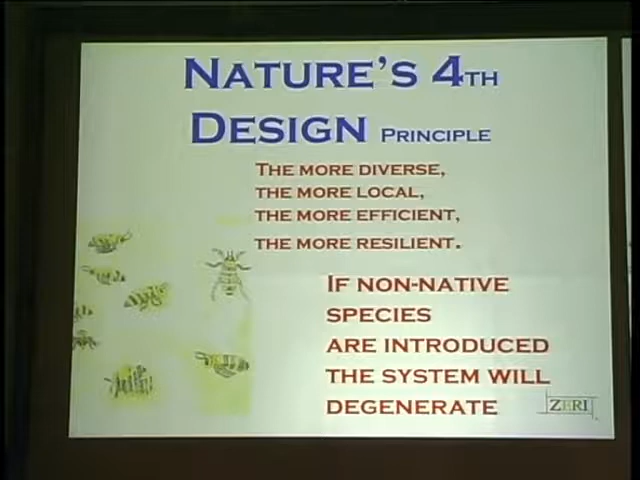 NATURE'S 4TH
DESIGN PRINCIPLE
THE MORE DIVERSE,
THE MORE LOCAL,
THE MORE EFFICIENT,
THE MORE RESILIENT.
IF NON-NATIVE
SPECIES
ARE INTRODUCED
THE SYSTEM WILL
DEGENERATE
ZERI